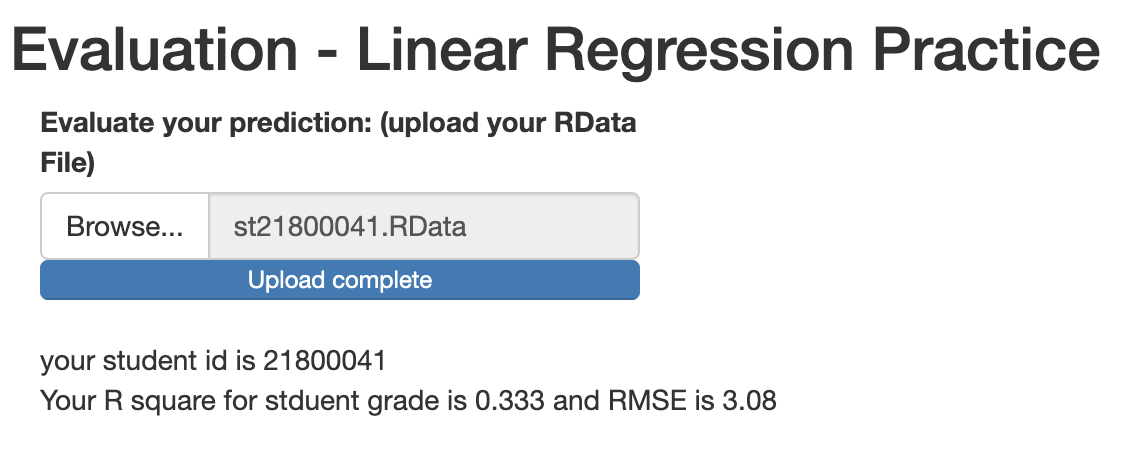 Evaluation - Linear Regression Practice
Evaluate your prediction: (upload your RData
File)
Browse... st21800041.RData
Upload complete
your student id is 21800041
Your R square for stduent grade is 0.333 and RMSE is 3.08